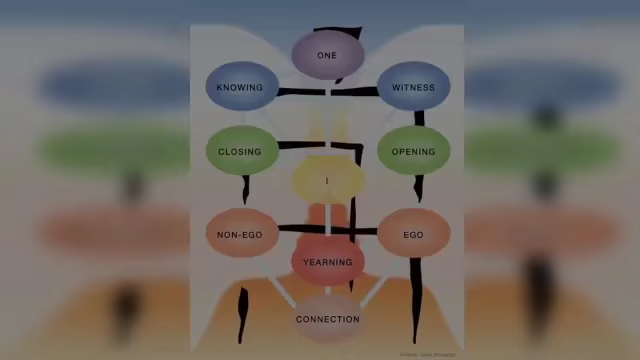 ONE
KNOWING
WITNESS
CLOSING
OPENING
I
NON-EGO
EGO
YEARNING
CONNECTION